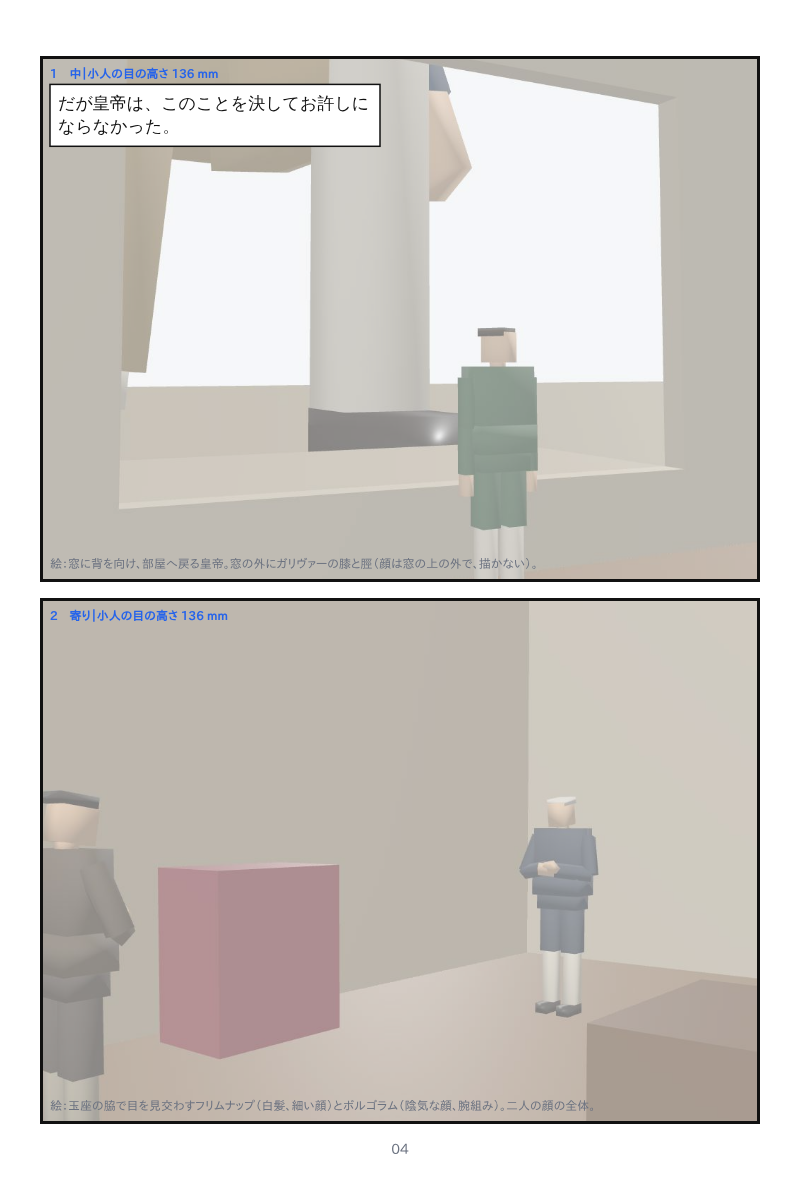 1 中|小人の目の高さ 136 mm
だが皇帝は、このことを決してお許しに
ならなかった。
絵:窓に背を向け、部屋へ戻る皇帝。窓の外にガリヴァーの膝と脛(顔は窓の上の外で、描かない)。
2 寄り|小人の目の高さ 136 mm
絵:玉座の脇で目を見交わすフリムナップ(白髪、細い顔)とボルゴラム(陰気な顔、腕組み)。二人の顔の全体。
04